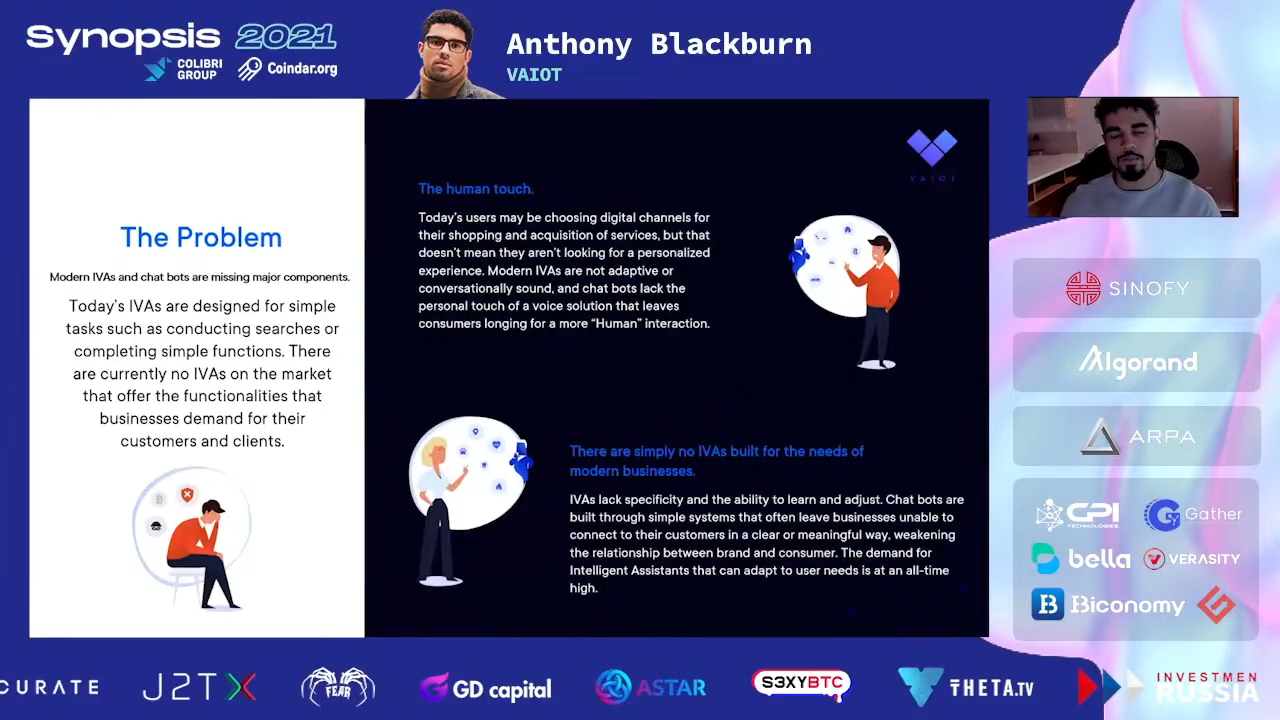 Synopsis 2021
COLIBRI
GROUP
Coindar.org
Anthony Blackburn
VAIOT
The Problem
Modern IVAs and chat bots are missing major components.
Today's IVAs are designed for simple
tasks such as conducting searches or
completing simple functions. There
are currently no IVAs on the market
that offer the functionalities that
businesses demand for their
customers and clients.
VAIOT
The human touch.
Today's users may be choosing digital channels for
their shopping and acquisition of services, but that
doesn't mean they aren't looking for a personalized
experience. Modern IVAs are not adaptive or
conversationally sound, and chat bots lack the
personal touch of a voice solution that leaves
consumers longing for a more “Human” interaction.
There are simply no IVAs built for the needs of
modern businesses.
IVAs lack specificity and the ability to learn and adjust. Chat bots are
built through simple systems that often leave businesses unable to
connect to their customers in a clear or meaningful way, weakening
the relationship between brand and consumer. The demand for
Intelligent Assistants that can adapt to user needs is at an all-time
high.
SINOFY
Algorand
ARPA
CPI
TECHNOLOGIES
Gather
bella
VERASITY
Biconomy
CURATE
J2TX
FEAR
GD capital
ASTAR
S3XYBTC
THETA.TV
INVESTMEN
RUSSIA